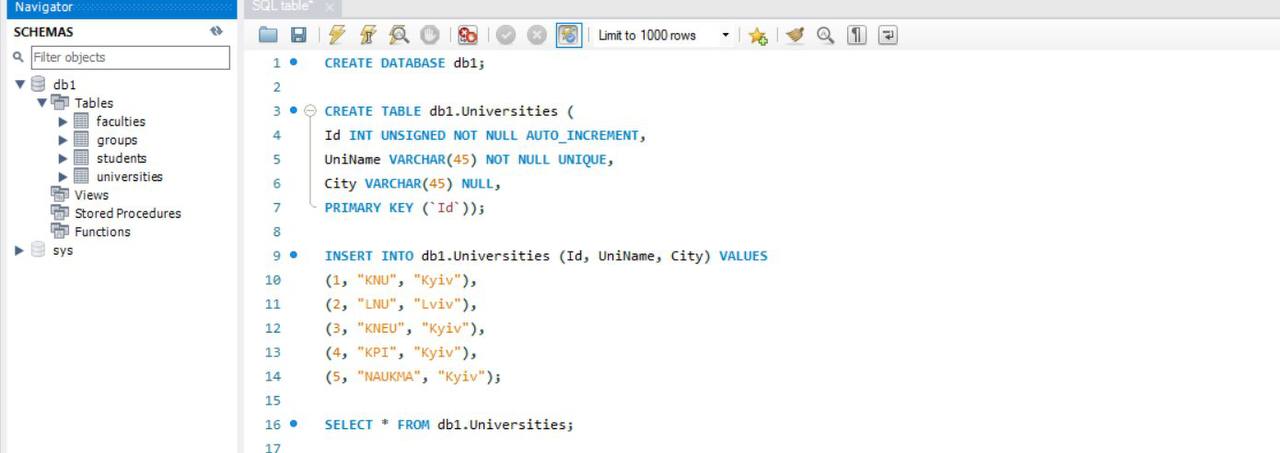 Navigator
SCHEMAS
Filter objects
db1
Tables
faculties
groups
students
universities
Views
Stored Procedures
Functions
sys
SQL table*
Limit to 1000 rows
1 CREATE DATABASE db1;
2
3 CREATE TABLE db1.Universities (
4 Id INT UNSIGNED NOT NULL AUTO_INCREMENT,
5 UniName VARCHAR(45) NOT NULL UNIQUE,
6 City VARCHAR(45) NULL,
7 PRIMARY KEY (`Id`));
8
9 INSERT INTO db1.Universities (Id, UniName, City) VALUES
10 (1, "KNU", "Kyiv"),
11 (2, "LNU", "Lviv"),
12 (3, "KNEU", "Kyiv"),
13 (4, "KPI", "Kyiv"),
14 (5, "NAUKMA", "Kyiv");
15
16 SELECT * FROM db1.Universities;
17